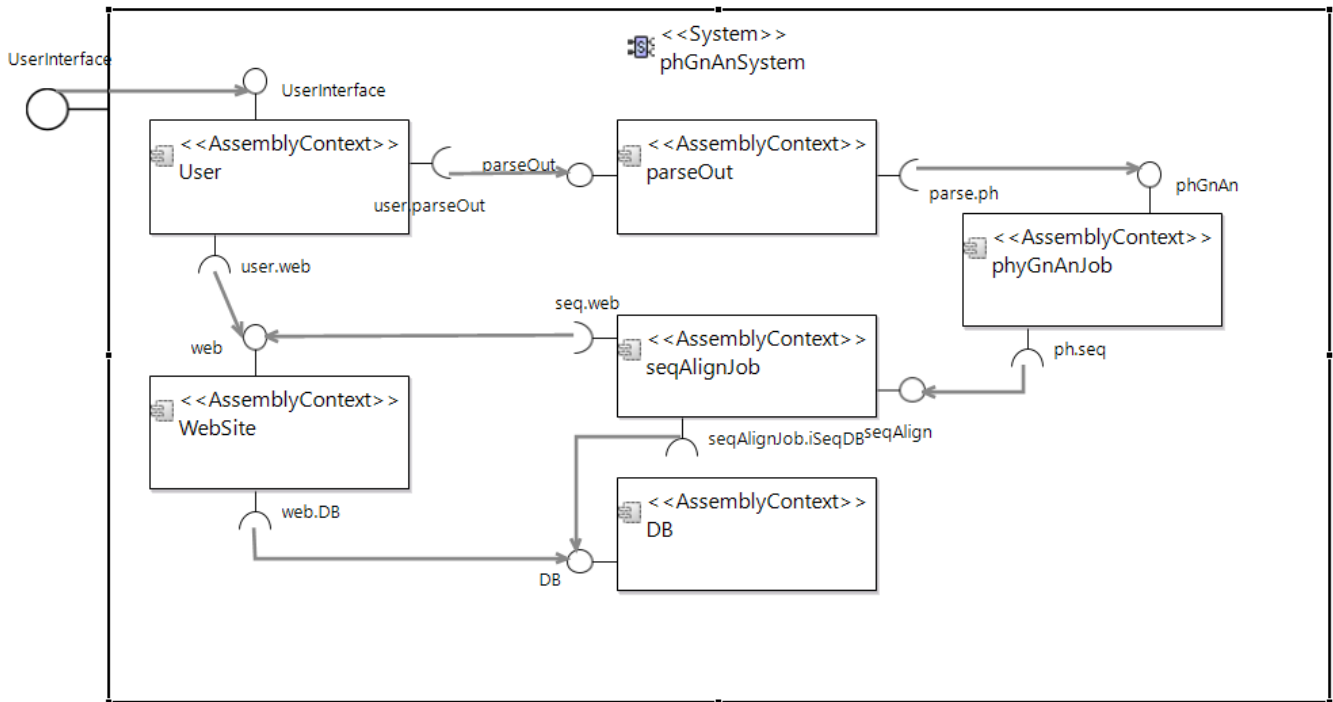 <<System>>
phGnAnSystem
UserInterface
UserInterface
<<AssemblyContext>>
User
parseOut
user.parseOut
<<AssemblyContext>>
parseOut
parse.ph
phGnAn
<<AssemblyContext>>
phyGnAnJob
user.web
seq.web
web
<<AssemblyContext>>
seqAlignJob
ph.seq
<<AssemblyContext>>
WebSite
seqAlignJob.iSeqDB
seqAlign
web.DB
<<AssemblyContext>>
DB
DB